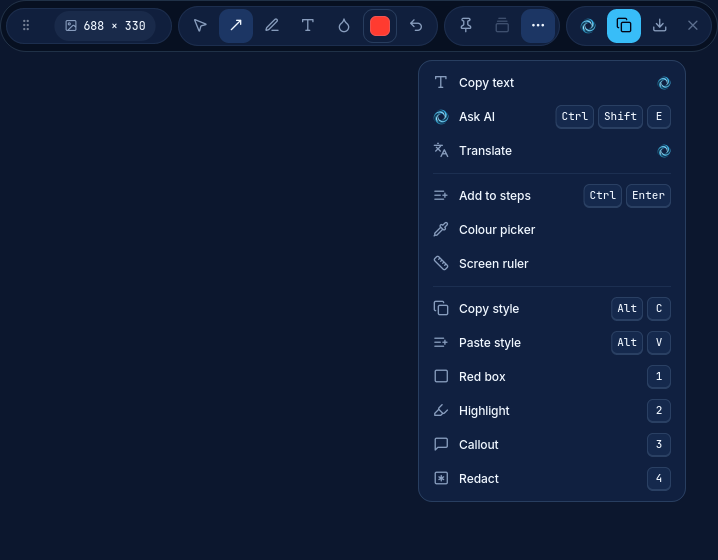 688 × 330
Copy text
Ask AI Ctrl Shift E
Translate
Add to steps Ctrl Enter
Colour picker
Screen ruler
Copy style Alt C
Paste style Alt V
Red box 1
Highlight 2
Callout 3
Redact 4